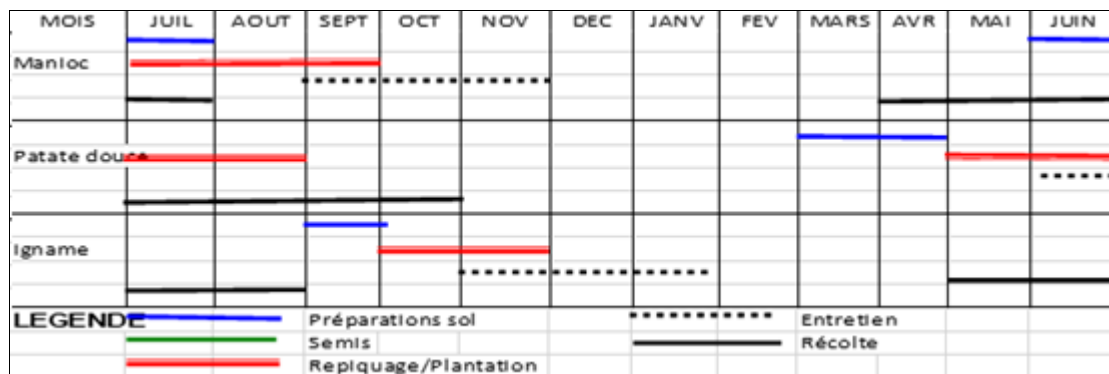 MOIS JUIL AOUT SEPT OCT NOV DEC JANV FEV MARS AVR MAI JUIN
Manioc
Patate douce
Igname
LEGENDE Préparations sol Entretien
Semis Récolte
Repiquage/Plantation